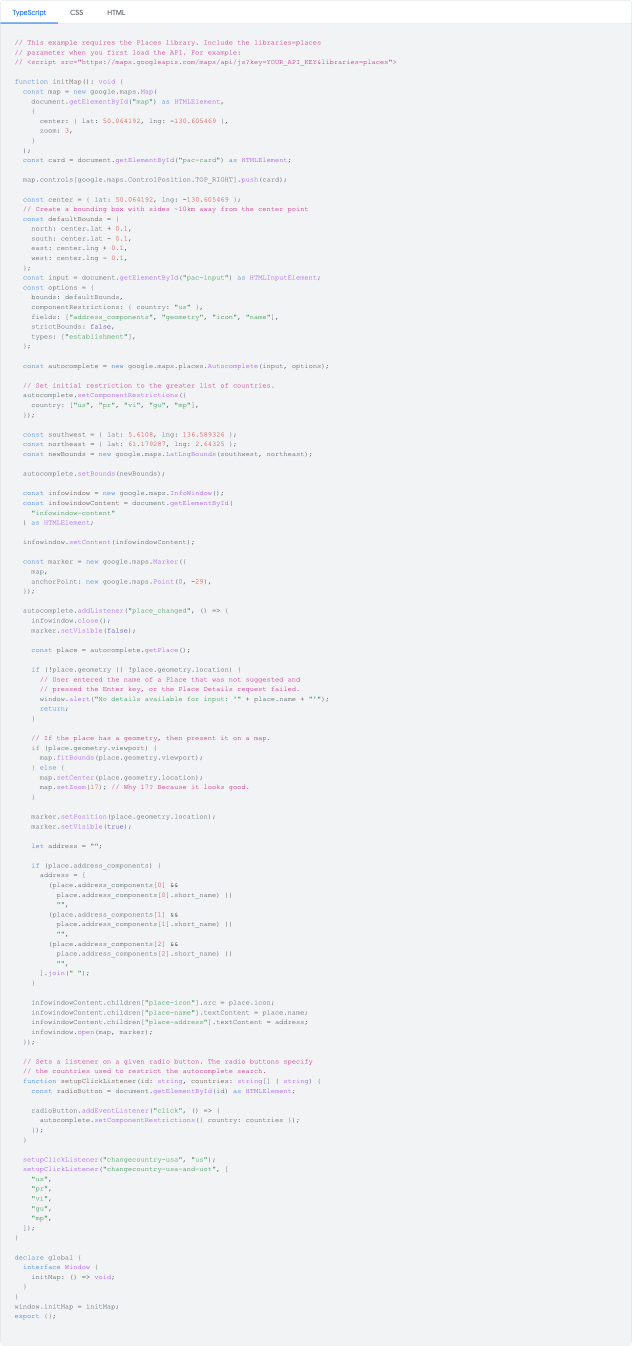 TypeScript CSS HTML
// This example requires the Places library. Include the libraries=places
// parameter when you first load the API. For example:
// <script src="https://maps.googleapis.com/maps/api/js?key=YOUR_API_KEY&libraries=places">
function initMap(): void {
const map = new google.maps.Map(
document.getElementById("map") as HTMLElement,
{
center: { lat: 50.064192, lng: -130.605469 },
zoom: 3,
}
);
const card = document.getElementById("pac-card") as HTMLElement;
map.controls[google.maps.ControlPosition.TOP_RIGHT].push(card);
const center = { lat: 50.064192, lng: -130.605469 };
// Create a bounding box with sides ~10km away from the center point
const defaultBounds = {
north: center.lat + 0.1,
south: center.lat - 0.1,
east: center.lng + 0.1,
west: center.lng - 0.1,
};
const input = document.getElementById("pac-input") as HTMLInputElement;
const options = {
bounds: defaultBounds,
componentRestrictions: { country: "us" },
fields: ["address_components", "geometry", "icon", "name"],
strictBounds: false,
types: ["establishment"],
};
const autocomplete = new google.maps.places.Autocomplete(input, options);
// Set initial restriction to the greater list of countries.
autocomplete.setComponentRestrictions({
country: ["us", "pr", "vi", "gu", "mp"],
});
const southwest = { lat: 5.6108, lng: 136.589326 };
const northeast = { lat: 61.179287, lng: 2.64325 };
const newBounds = new google.maps.LatLngBounds(southwest, northeast);
autocomplete.setBounds(newBounds);
const infowindow = new google.maps.InfoWindow();
const infowindowContent = document.getElementById(
"infowindow-content"
) as HTMLElement;
infowindow.setContent(infowindowContent);
const marker = new google.maps.Marker({
map,
anchorPoint: new google.maps.Point(0, -29),
});
autocomplete.addListener("place_changed", () => {
infowindow.close();
marker.setVisible(false);
const place = autocomplete.getPlace();
if (!place.geometry || !place.geometry.location) {
// User entered the name of a Place that was not suggested and
// pressed the Enter key, or the Place Details request failed.
window.alert("No details available for input: '" + place.name + "'");
return;
}
// If the place has a geometry, then present it on a map.
if (place.geometry.viewport) {
map.fitBounds(place.geometry.viewport);
} else {
map.setCenter(place.geometry.location);
map.setZoom(17); // Why 17? Because it looks good.
}
marker.setPosition(place.geometry.location);
marker.setVisible(true);
let address = "";
if (place.address_components) {
address = [
(place.address_components[0] &&
place.address_components[0].short_name) ||
"",
(place.address_components[1] &&
place.address_components[1].short_name) ||
"",
(place.address_components[2] &&
place.address_components[2].short_name) ||
"",
].join(" ");
}
infowindowContent.children["place-icon"].src = place.icon;
infowindowContent.children["place-name"].textContent = place.name;
infowindowContent.children["place-address"].textContent = address;
infowindow.open(map, marker);
});
// Sets a listener on a given radio button. The radio buttons specify
// the countries used to restrict the autocomplete search.
function setupClickListener(id: string, countries: string[] | string) {
const radioButton = document.getElementById(id) as HTMLElement;
radioButton.addEventListener("click", () => {
autocomplete.setComponentRestrictions({ country: countries });
});
}
setupClickListener("changecountry-usa", "us");
setupClickListener("changecountry-usa-and-uot", [
"us",
"pr",
"vi",
"gu",
"mp",
]);
}
declare global {
interface Window {
initMap: () => void;
}
}
window.initMap = initMap;
export {};